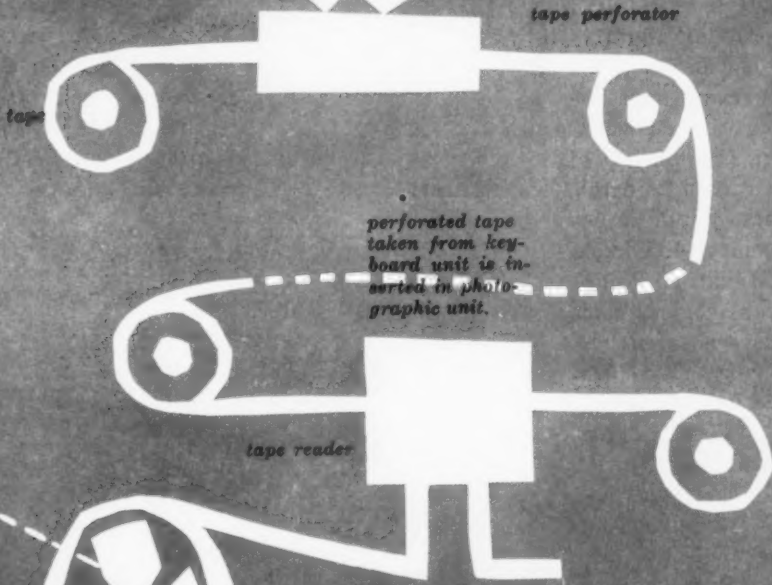 tape perforator
tape
perforated tape
taken from key-
board unit is in-
serted in photo-
graphic unit.
tape reader